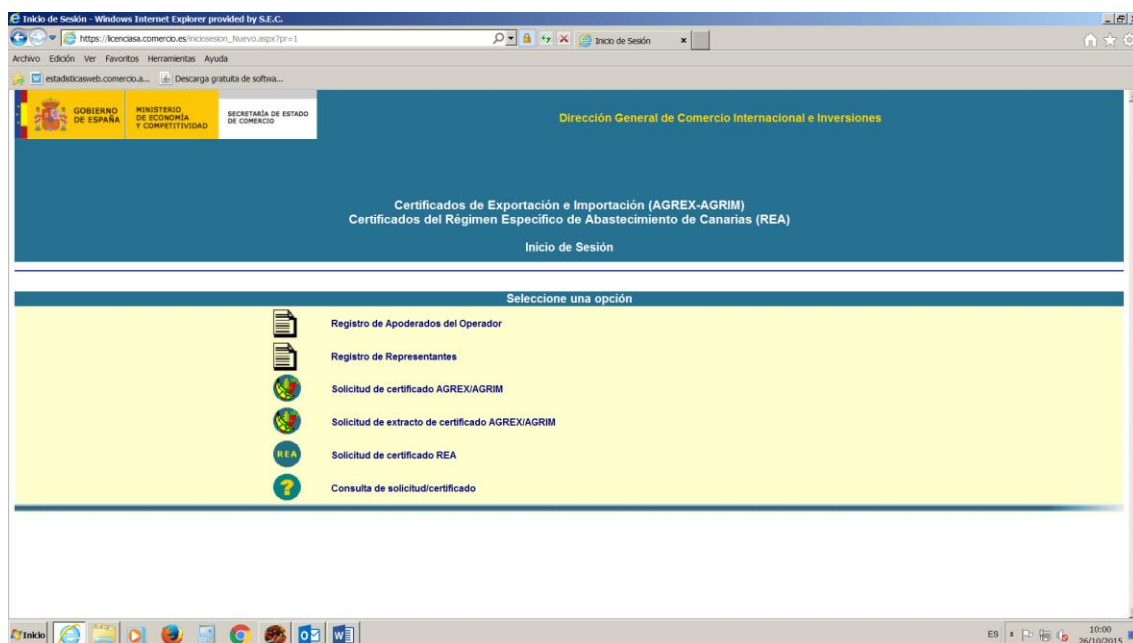 Inicio de Sesión - Windows Internet Explorer provided by S.E.C.
https://licenciasa.comercio.es/iniciosesion_Nuevo.aspx?pr=1
Inicio de Sesión
Archivo Edición Ver Favoritos Herramientas Ayuda
estadisticasweb.comercio.a... Descarga gratuita de softwa...
GOBIERNO DE ESPAÑA
MINISTERIO DE ECONOMÍA Y COMPETITIVIDAD
SECRETARÍA DE ESTADO DE COMERCIO
Dirección General de Comercio Internacional e Inversiones
Certificados de Exportación e Importación (AGREX-AGRIM)
Certificados del Régimen Específico de Abastecimiento de Canarias (REA)
Inicio de Sesión
Seleccione una opción
Registro de Apoderados del Operador
Registro de Representantes
Solicitud de certificado AGREX/AGRIM
Solicitud de extracto de certificado AGREX/AGRIM
REA Solicitud de certificado REA
? Consulta de solicitud/certificado
Inicio
ES
10:00
26/10/2015